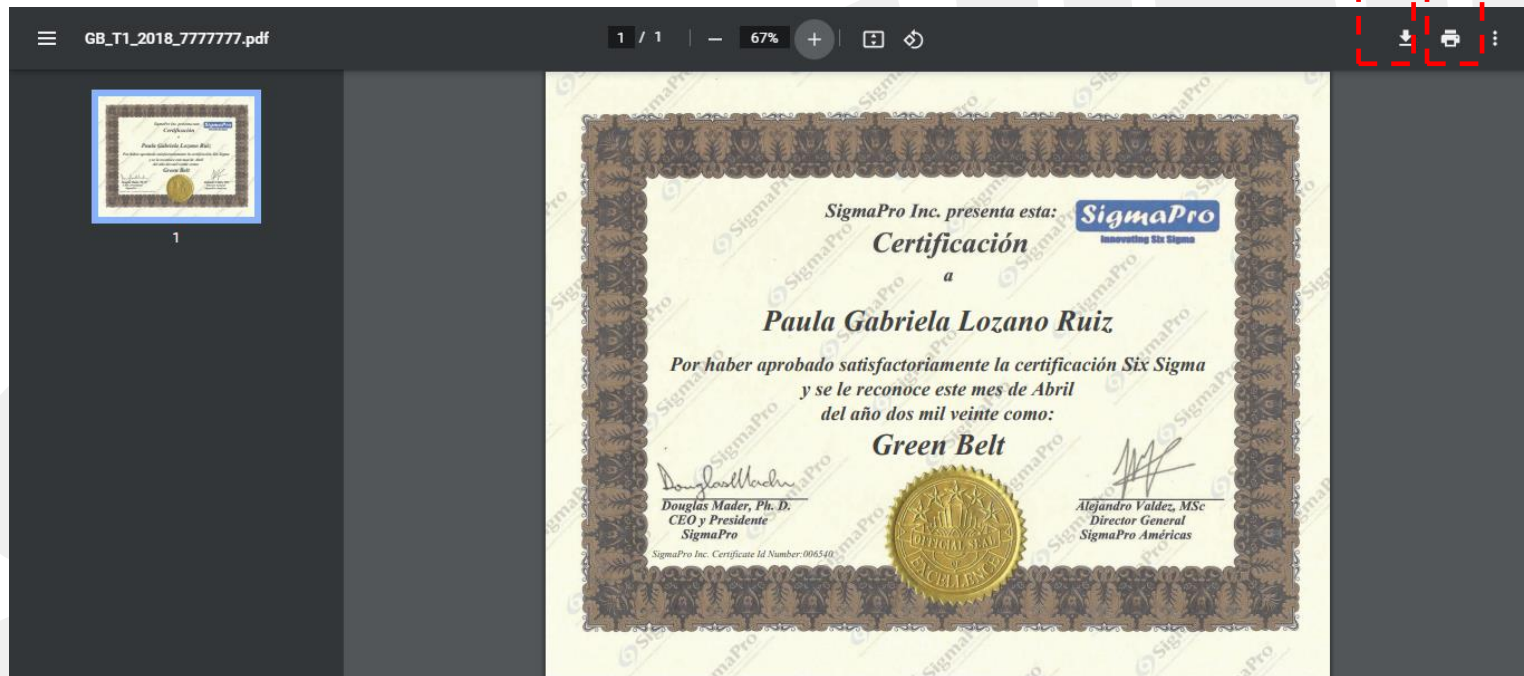 GB_T1_2018_7777777.pdf
1 / 1
67%
1
SigmaPro Inc. presenta esta:
SigmaPro
Innovating Six Sigma
Certificación
a
Paula Gabriela Lozano Ruiz
Por haber aprobado satisfactoriamente la certificación Six Sigma
y se le reconoce este mes de Abril
del año dos mil veinte como:
Green Belt
Douglas Mader, Ph. D.
CEO y Presidente
SigmaPro
Alejandro Valdez, MSc
Director General
SigmaPro Américas
SigmaPro Inc. Certificate Id Number:006540
OFFICIAL SEAL
of
EXCELLENCE